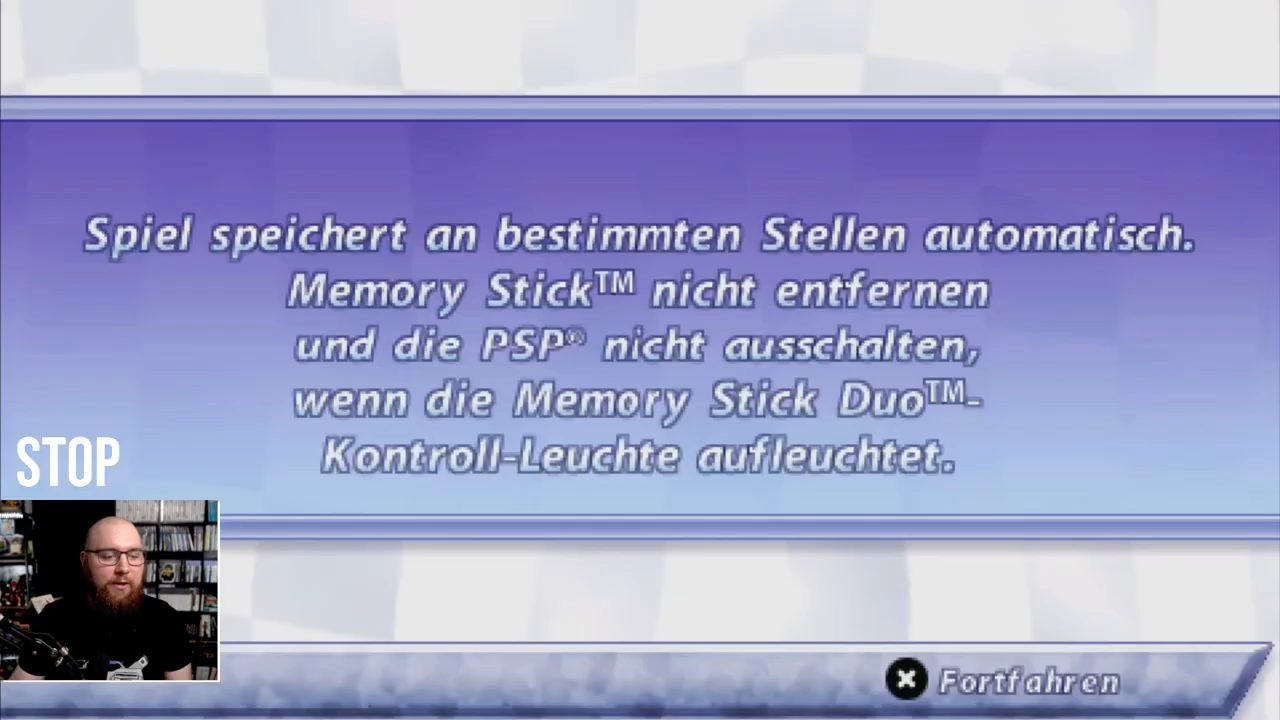 Spiel speichert an bestimmten Stellen automatisch.
Memory Stick™ nicht entfernen
und die PSP® nicht ausschalten,
wenn die Memory Stick Duo™-
Kontroll-Leuchte aufleuchtet.
STOP
Fortfahren